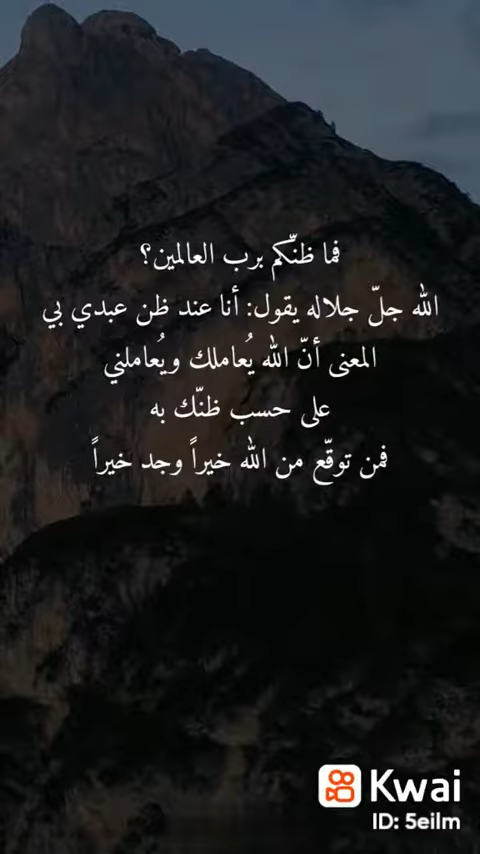 فما ظنّكم برب العالمين؟
الله جلّ جلاله يقول: أنا عند ظن عبدي بي
المعنى أنّ الله يُعاملك ويُعاملني
على حسب ظنّك به
فمن توقّع من الله خيراً وجد خيراً
Kwai
ID: 5eilm